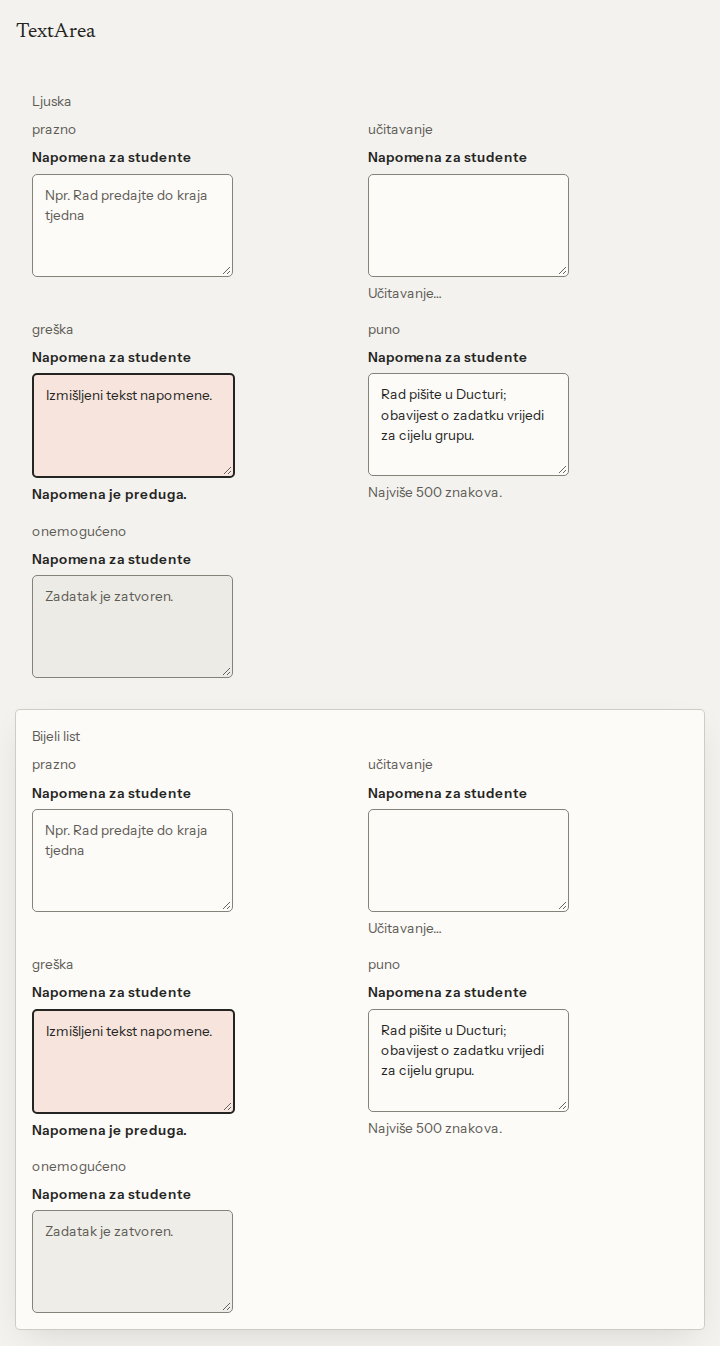 TextArea
Ljuska
prazno
učitavanje
Napomena za studente
Napomena za studente
Npr. Rad predajte do kraja
tjedna
Učitavanje…
greška
puno
Napomena za studente
Napomena za studente
Izmišljeni tekst napomene.
Rad pišite u Ducturi;
obavijest o zadatku vrijedi
za cijelu grupu.
Napomena je preduga.
Najviše 500 znakova.
onemogućeno
Napomena za studente
Zadatak je zatvoren.
Bijeli list
prazno
učitavanje
Napomena za studente
Napomena za studente
Npr. Rad predajte do kraja
tjedna
Učitavanje…
greška
puno
Napomena za studente
Napomena za studente
Izmišljeni tekst napomene.
Rad pišite u Ducturi;
obavijest o zadatku vrijedi
za cijelu grupu.
Napomena je preduga.
Najviše 500 znakova.
onemogućeno
Napomena za studente
Zadatak je zatvoren.